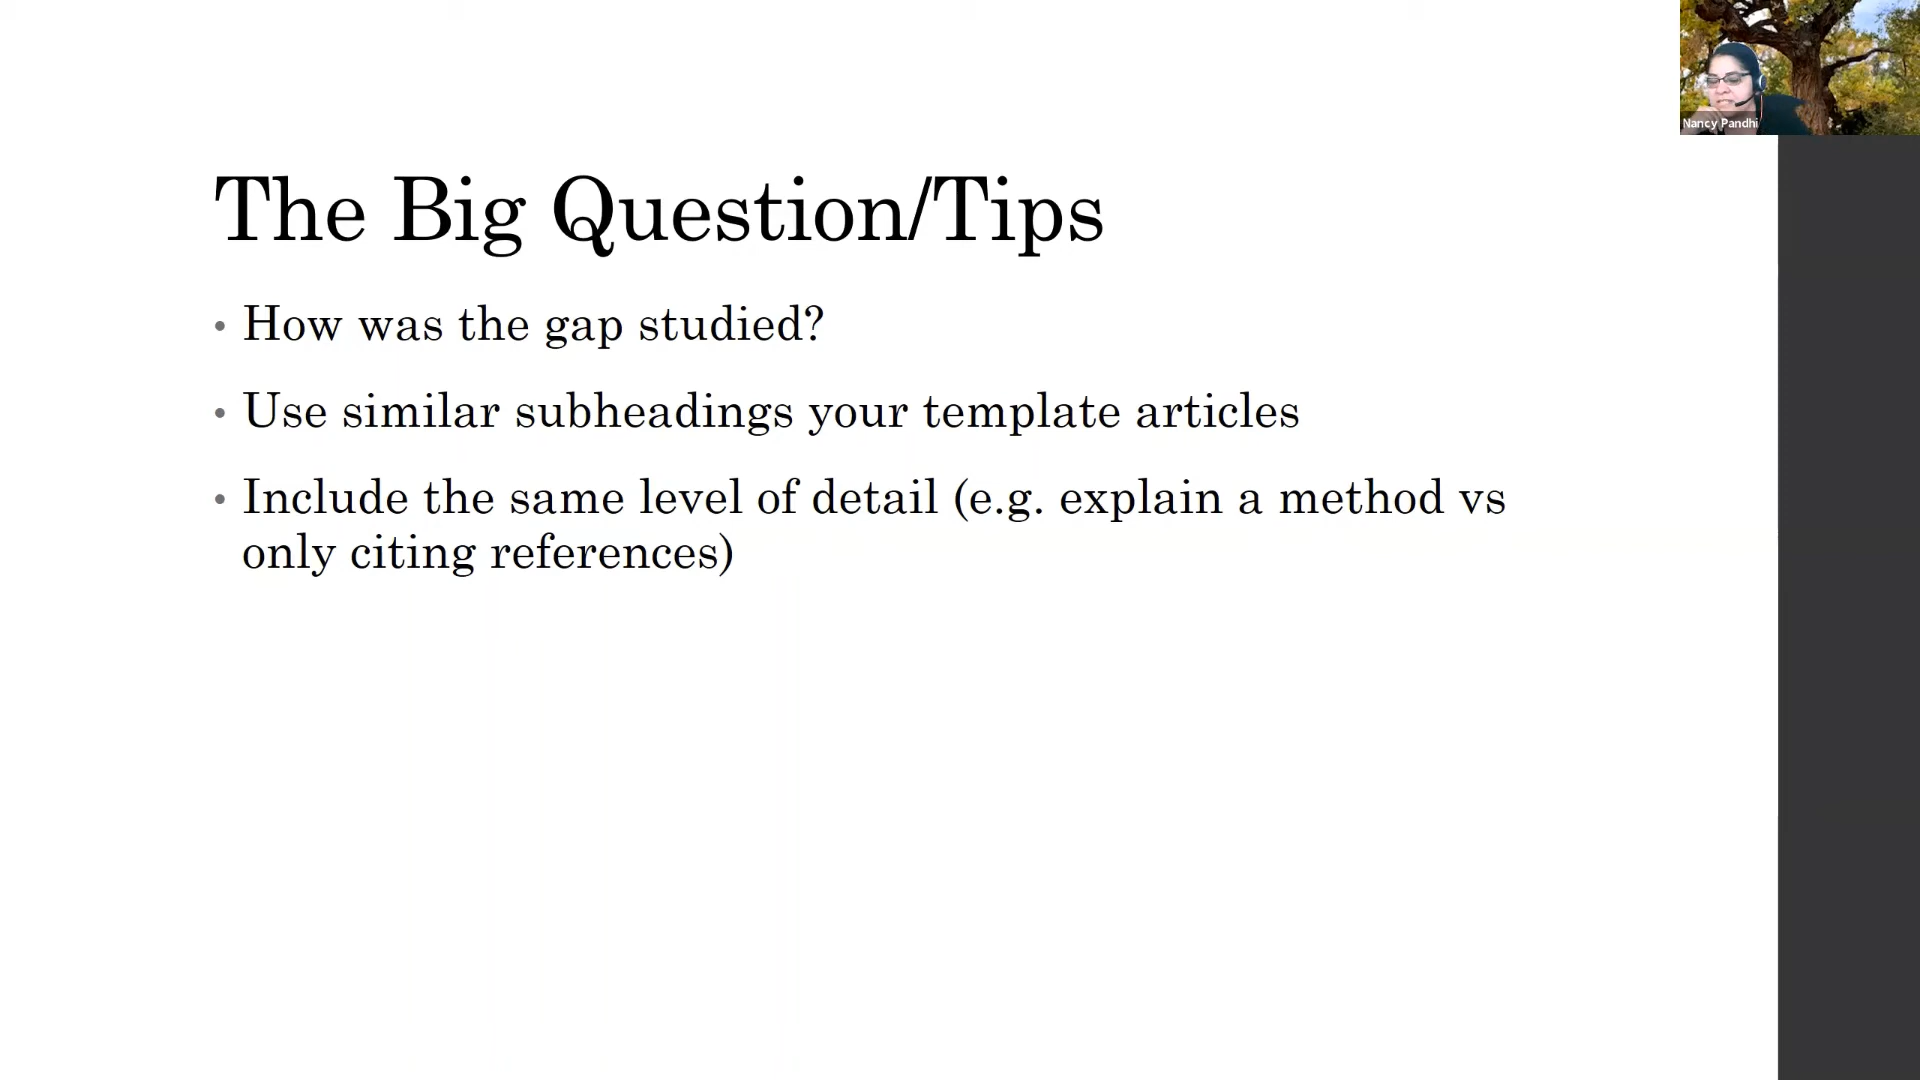 Nancy Pandhi
The Big Question/Tips
• How was the gap studied?
• Use similar subheadings your template articles
• Include the same level of detail (e.g. explain a method vs
only citing references)